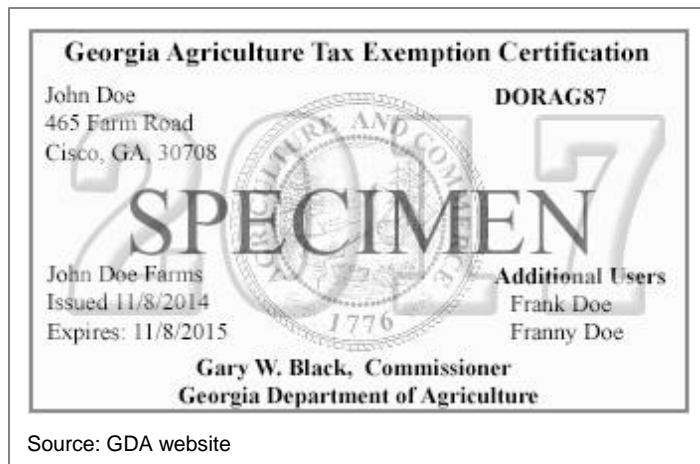 Georgia Agriculture Tax Exemption Certification
John Doe
DORAG87
465 Farm Road
Cisco, GA, 30708
2017
AGRICULTURE AND COMMERCE
SPECIMEN
John Doe Farms
Additional Users
Issued 11/8/2014
Frank Doe
Expires: 11/8/2015
Franny Doe
1776
Gary W. Black, Commissioner
Georgia Department of Agriculture
Source: GDA website